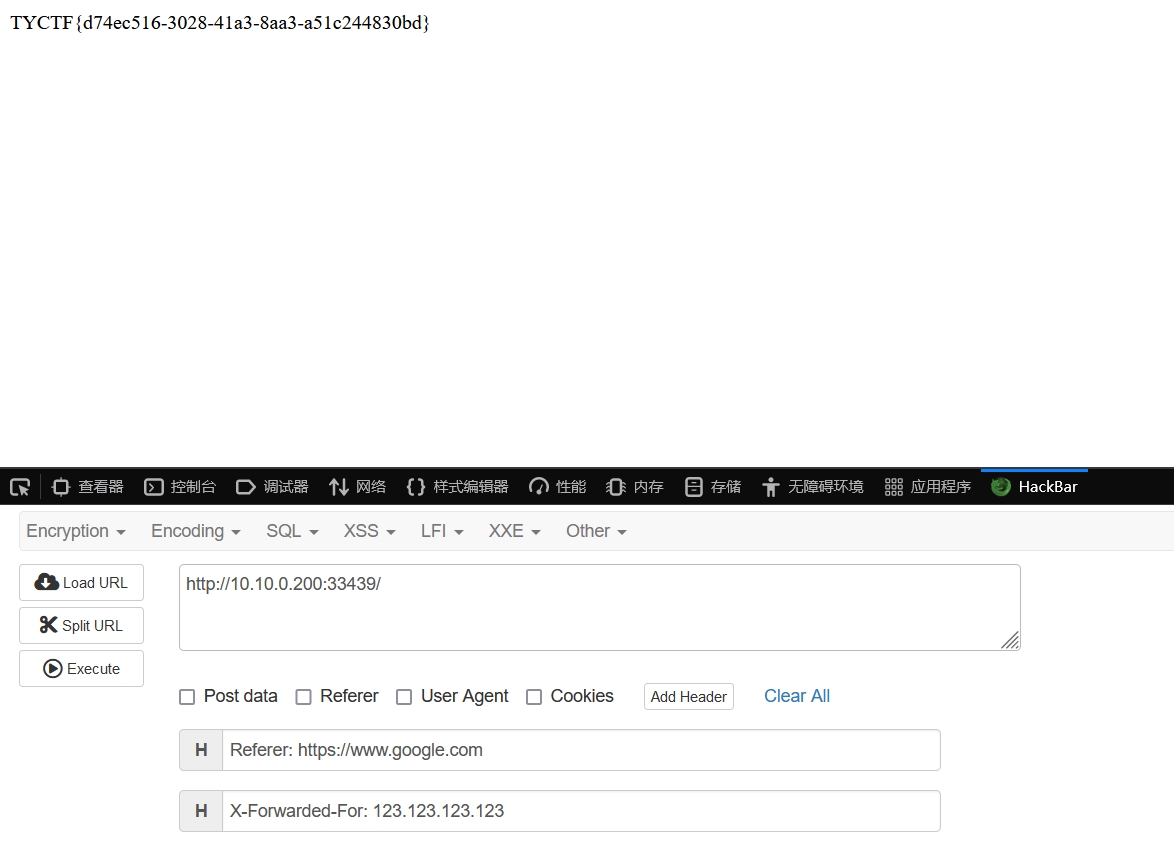 TYCTF{d74ec516-3028-41a3-8aa3-a51c244830bd}
查看器 控制台 调试器 网络 样式编辑器 性能 内存 存储 无障碍环境 应用程序 HackBar
Encryption Encoding SQL XSS LFI XXE Other
Load URL http://10.10.0.200:33439/
Split URL
Execute
Post data Referer User Agent Cookies Add Header Clear All
H Referer: https://www.google.com
H X-Forwarded-For: 123.123.123.123